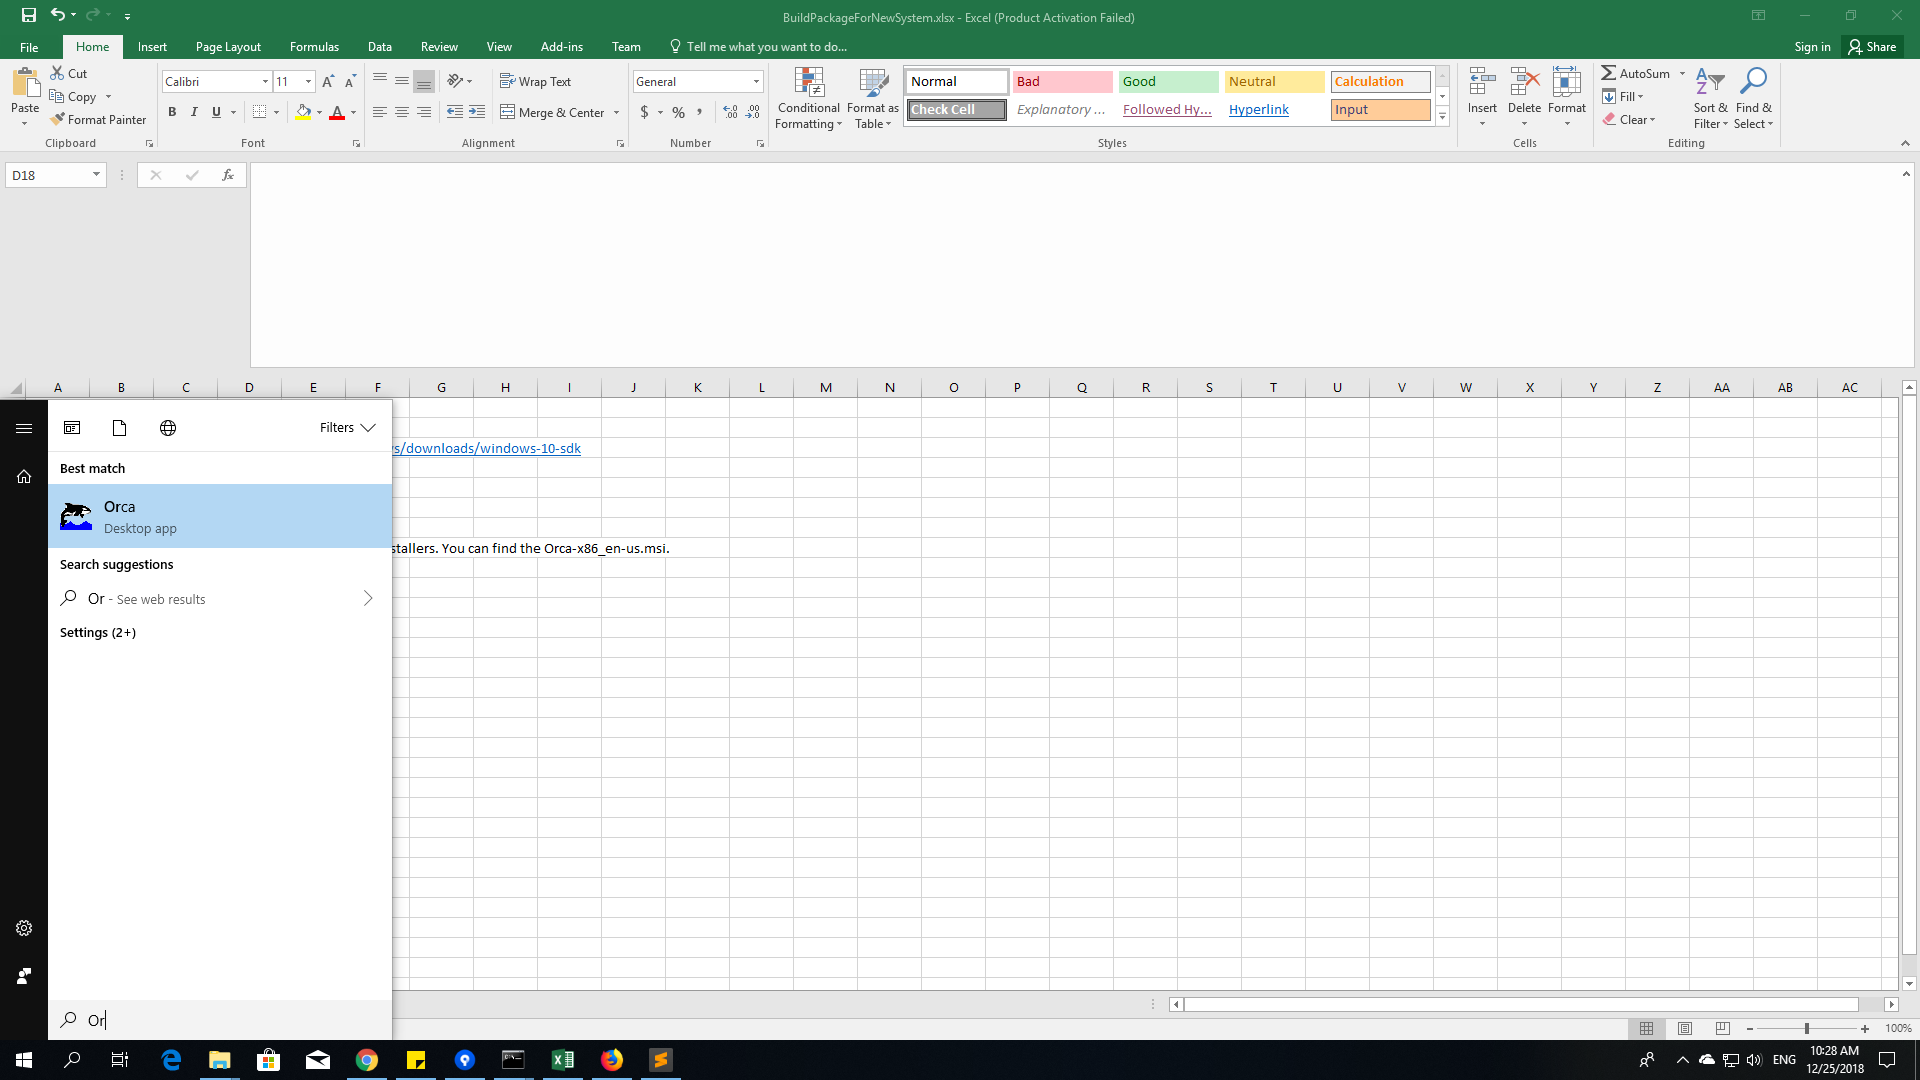 BuildPackageForNewSystem.xlsx - Excel (Product Activation Failed)
File Home Insert Page Layout Formulas Data Review View Add-ins Team Tell me what you want to do... Sign in Share
Paste
Cut
Copy
Format Painter
Clipboard
Calibri 11
B I U
Font
Wrap Text
Merge & Center
Alignment
General
$ % ,
Number
Conditional Formatting
Format as Table
Normal Bad Good Neutral Calculation
Check Cell Explanatory ... Followed Hy... Hyperlink Input
Styles
Insert Delete Format
Cells
AutoSum
Fill
Clear
Sort & Filter
Find & Select
Editing
D18
fx
A B C D E F G H I J K L M N O P Q R S T U V W X Y Z AA AB AC
Filters
s/downloads/windows-10-sdk
Best match
Orca
Desktop app
stallers. You can find the Orca-x86_en-us.msi.
Search suggestions
Or - See web results
Settings (2+)
Or
100%
ENG
10:28 AM
12/25/2018